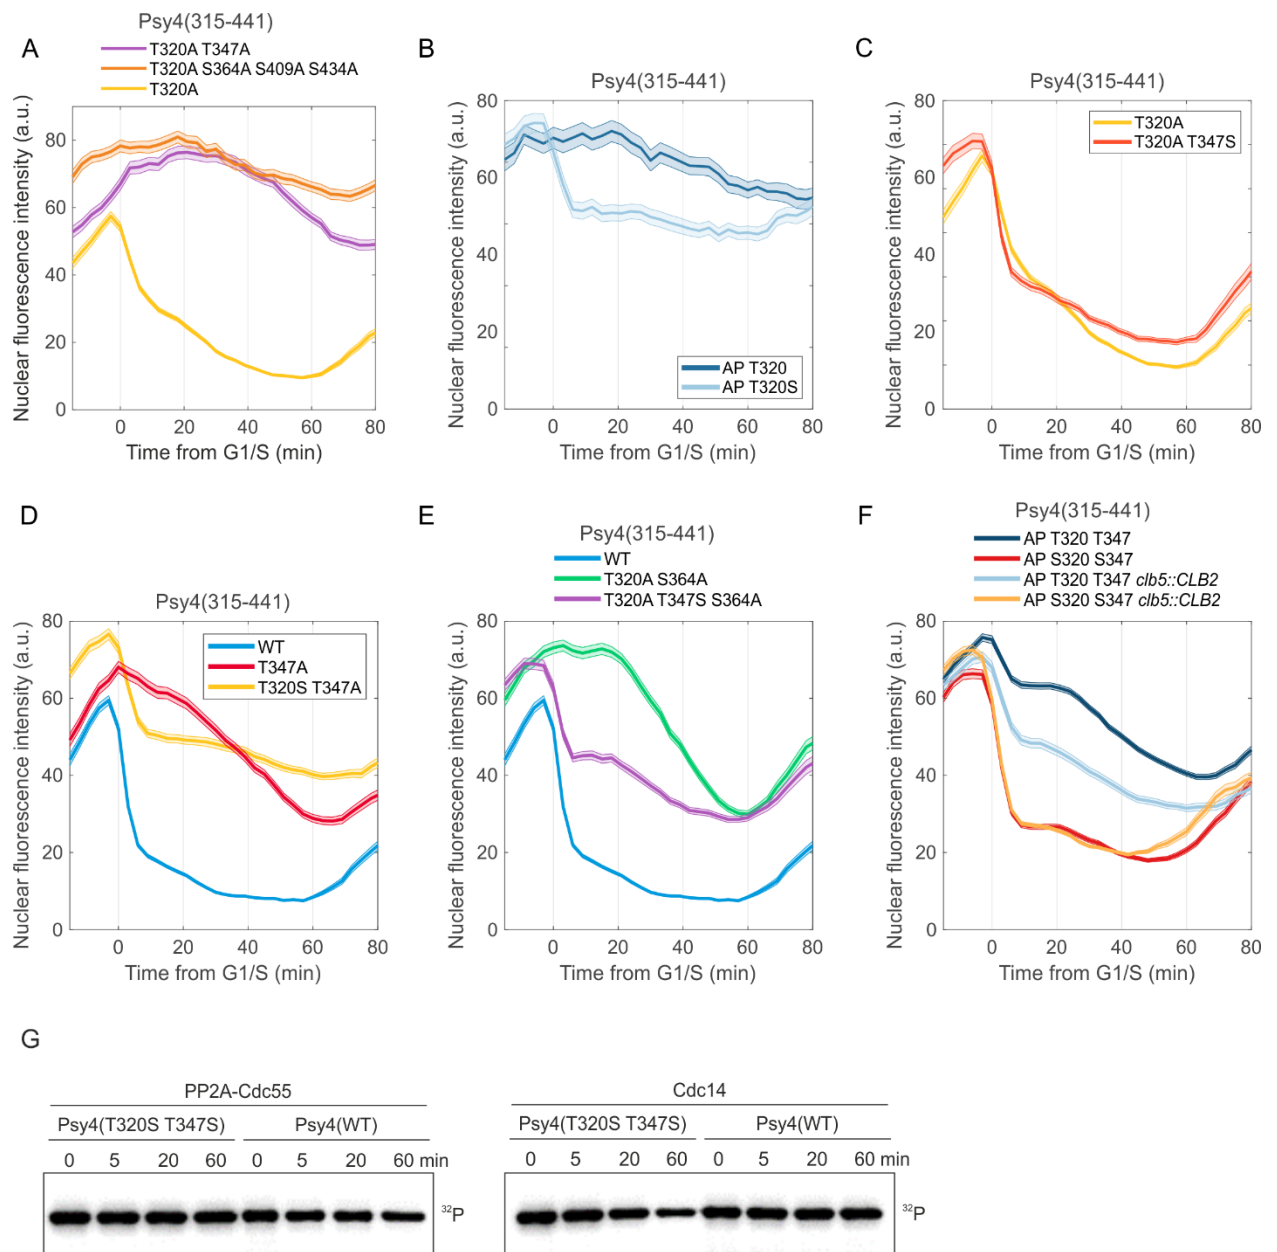 A
Psy4(315-441)
T320A T347A
T320A S364A S409A S434A
T320A
Nuclear fluorescence intensity (a.u.)
80
60
40
20
0
0 20 40 60 80
Time from G1/S (min)
B
Psy4(315-441)
Nuclear fluorescence intensity (a.u.)
80
60
40
20
0
AP T320
AP T320S
0 20 40 60 80
Time from G1/S (min)
C
Psy4(315-441)
T320A
T320A T347S
Nuclear fluorescence intensity (a.u.)
80
60
40
20
0
0 20 40 60 80
Time from G1/S (min)
D
Psy4(315-441)
WT
T347A
T320S T347A
Nuclear fluorescence intensity (a.u.)
80
60
40
20
0
0 20 40 60 80
Time from G1/S (min)
E
Psy4(315-441)
WT
T320A S364A
T320A T347S S364A
Nuclear fluorescence intensity (a.u.)
80
60
40
20
0
0 20 40 60 80
Time from G1/S (min)
F
Psy4(315-441)
AP T320 T347
AP S320 S347
AP T320 T347 clb5::CLB2
AP S320 S347 clb5::CLB2
Nuclear fluorescence intensity (a.u.)
80
60
40
20
0
0 20 40 60 80
Time from G1/S (min)
G
PP2A-Cdc55
Psy4(T320S T347S) Psy4(WT)
0 5 20 60 0 5 20 60 min
³²P
Cdc14
Psy4(T320S T347S) Psy4(WT)
0 5 20 60 0 5 20 60 min
³²P